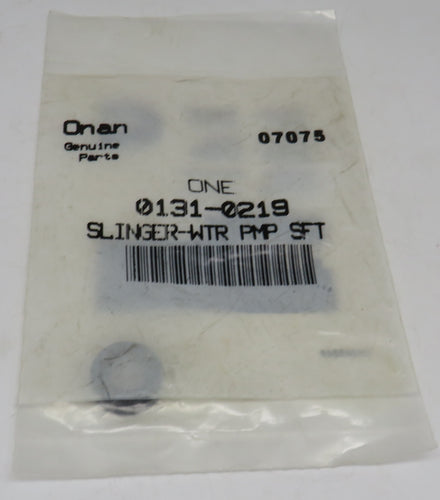 Onan
Genuine
Parts
07075
ONE
0131-0219
SLINGER-WTR PMP SFT